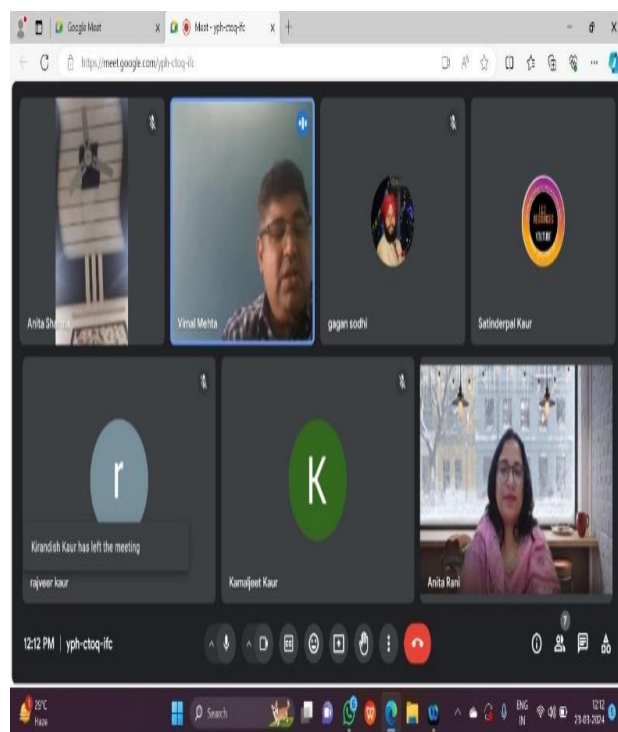 Google Meet
Meet - yph-ctoq-ifc
https://meet.google.com/yph-ctoq-ifc
Anita Sharma
Vimal Mehta
gagan sodhi
YOUTUBE
Satinderpal Kaur
r
K
Kirandish Kaur has left the meeting
rajveer kaur
Kamaljeet Kaur
Anita Rani
7
12:12 PM | yph-ctoq-ifc
29°C
Haze
Search
ENG
IN
12:12
23-03-2024